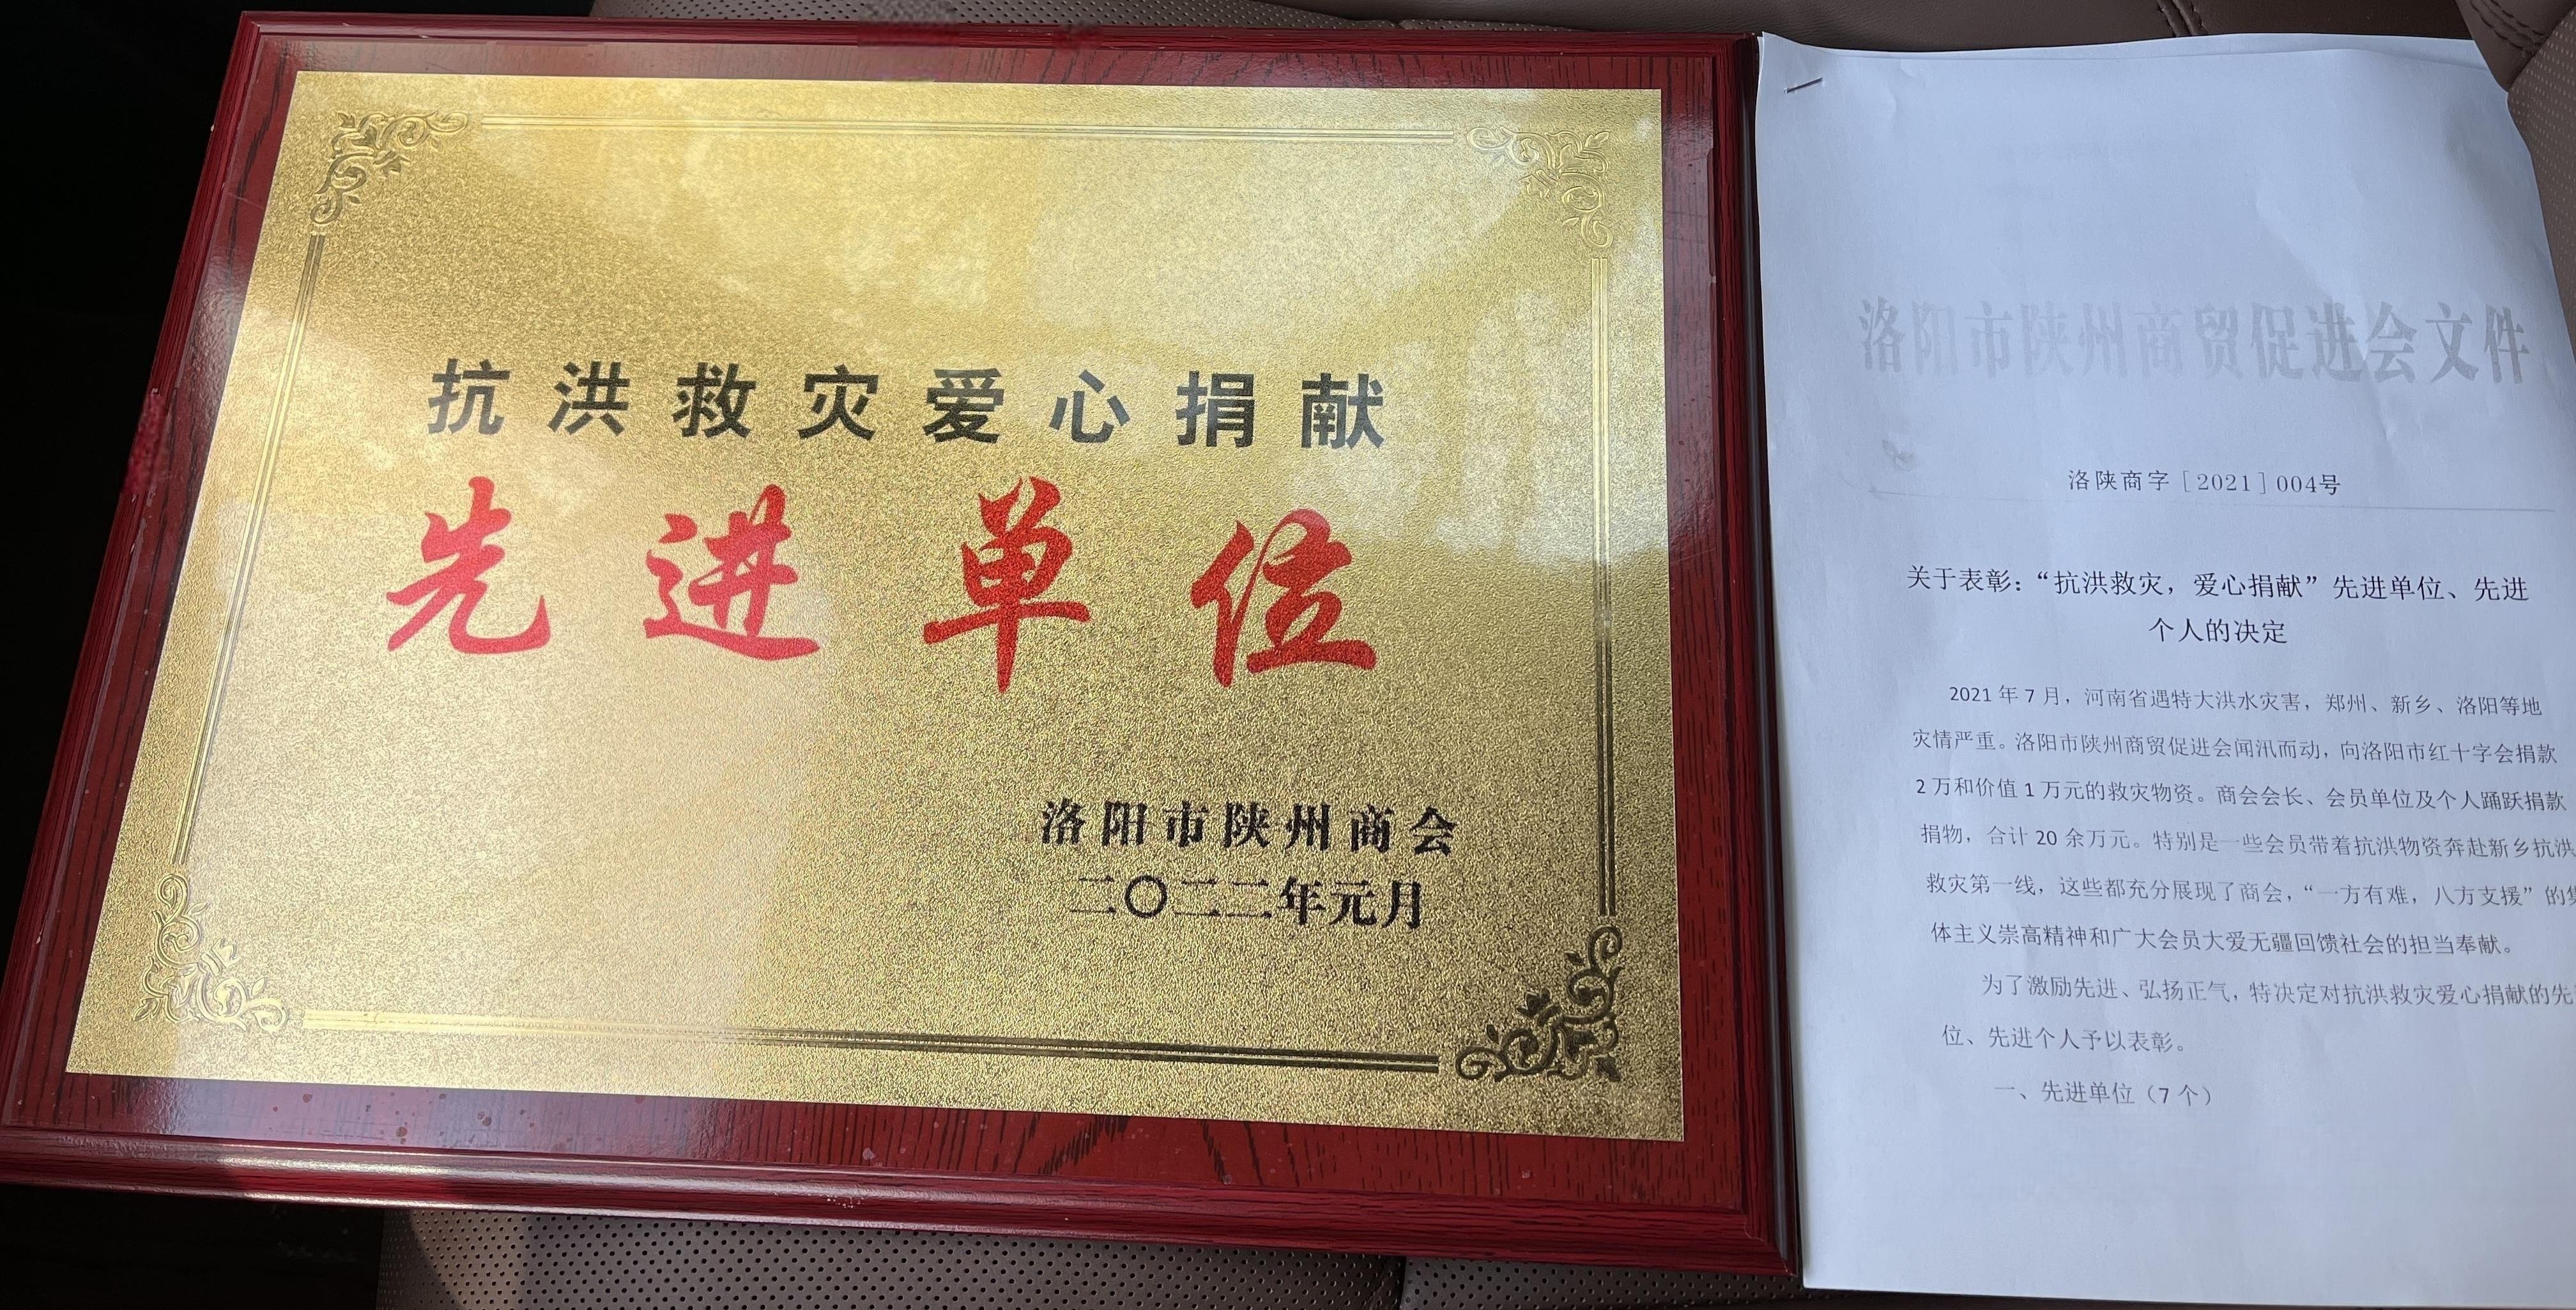 抗洪救灾爱心捐献
先进单位
洛阳市陕州商会
二〇二二年元月
洛阳市陕州商贸促进会文件
洛陕商字［2021］004号
关于表彰：“抗洪救灾，爱心捐献”先进单位、先进
个人的决定
2021年7月，河南省遇特大洪水灾害，郑州、新乡、洛阳等地
灾情严重。洛阳市陕州商贸促进会闻汛而动，向洛阳市红十字会捐款
2万和价值1万元的救灾物资。商会会长、会员单位及个人踊跃捐款
捐物，合计20余万元。特别是一些会员带着抗洪物资奔赴新乡抗洪
救灾第一线，这些都充分展现了商会，“一方有难，八方支援”的集
体主义崇高精神和广大会员大爱无疆回馈社会的担当奉献。
为了激励先进、弘扬正气，特决定对抗洪救灾爱心捐献的先
位、先进个人予以表彰。
一、先进单位（7个）